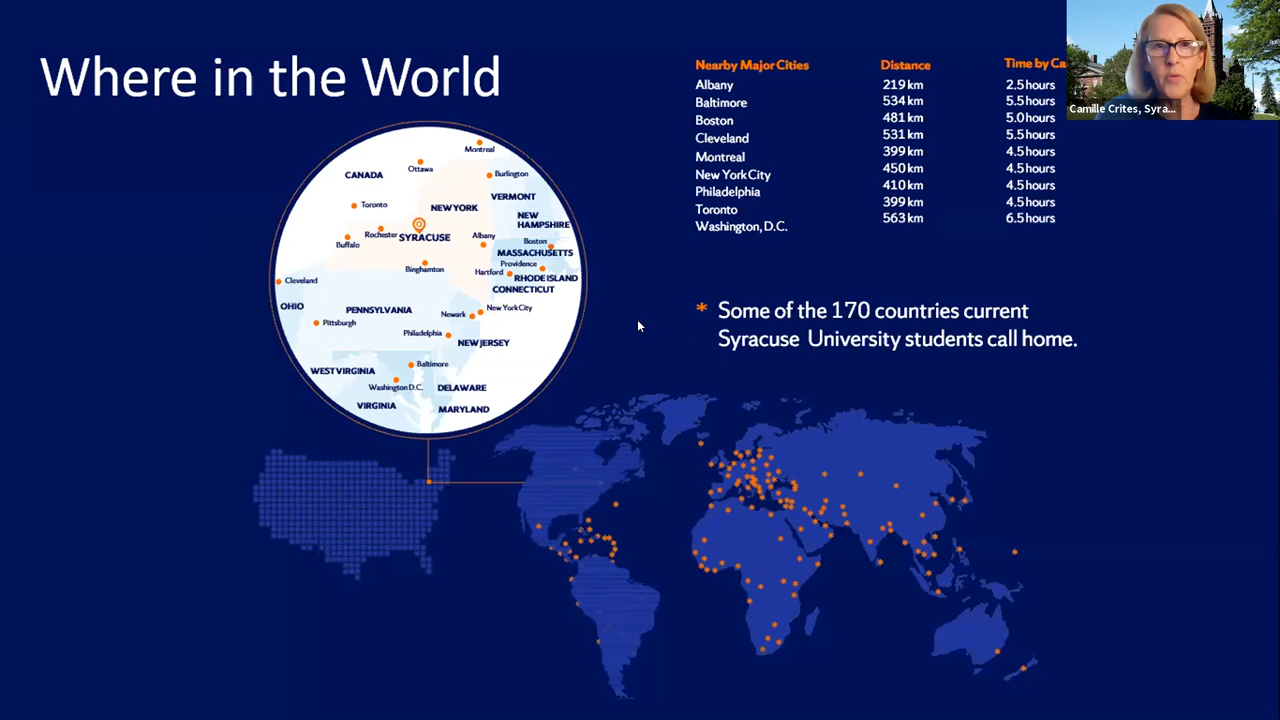 Where in the World
Nearby Major Cities Distance Time by Ca
Albany 219 km 2.5 hours
Baltimore 534 km 5.5 hours
Boston 481 km 5.0 hours
Cleveland 531 km 5.5 hours
Montreal 399 km 4.5 hours
New York City 450 km 4.5 hours
Philadelphia 410 km 4.5 hours
Toronto 399 km 4.5 hours
Washington, D.C. 563 km 6.5 hours
Camille Crites, Syra...
Montreal
Ottawa
CANADA
Burlington
VERMONT
Toronto
NEW YORK
NEW
HAMPSHIRE
Rochester
SYRACUSE
Albany
Buffalo
Boston
MASSACHUSETTS
Providence
Binghamton
Hartford
RHODE ISLAND
Cleveland
CONNECTICUT
OHIO
PENNSYLVANIA
New York City
Newark
Pittsburgh
Philadelphia
NEW JERSEY
Baltimore
WEST VIRGINIA
Washington D.C.
DELAWARE
VIRGINIA
MARYLAND
* Some of the 170 countries current
Syracuse University students call home.